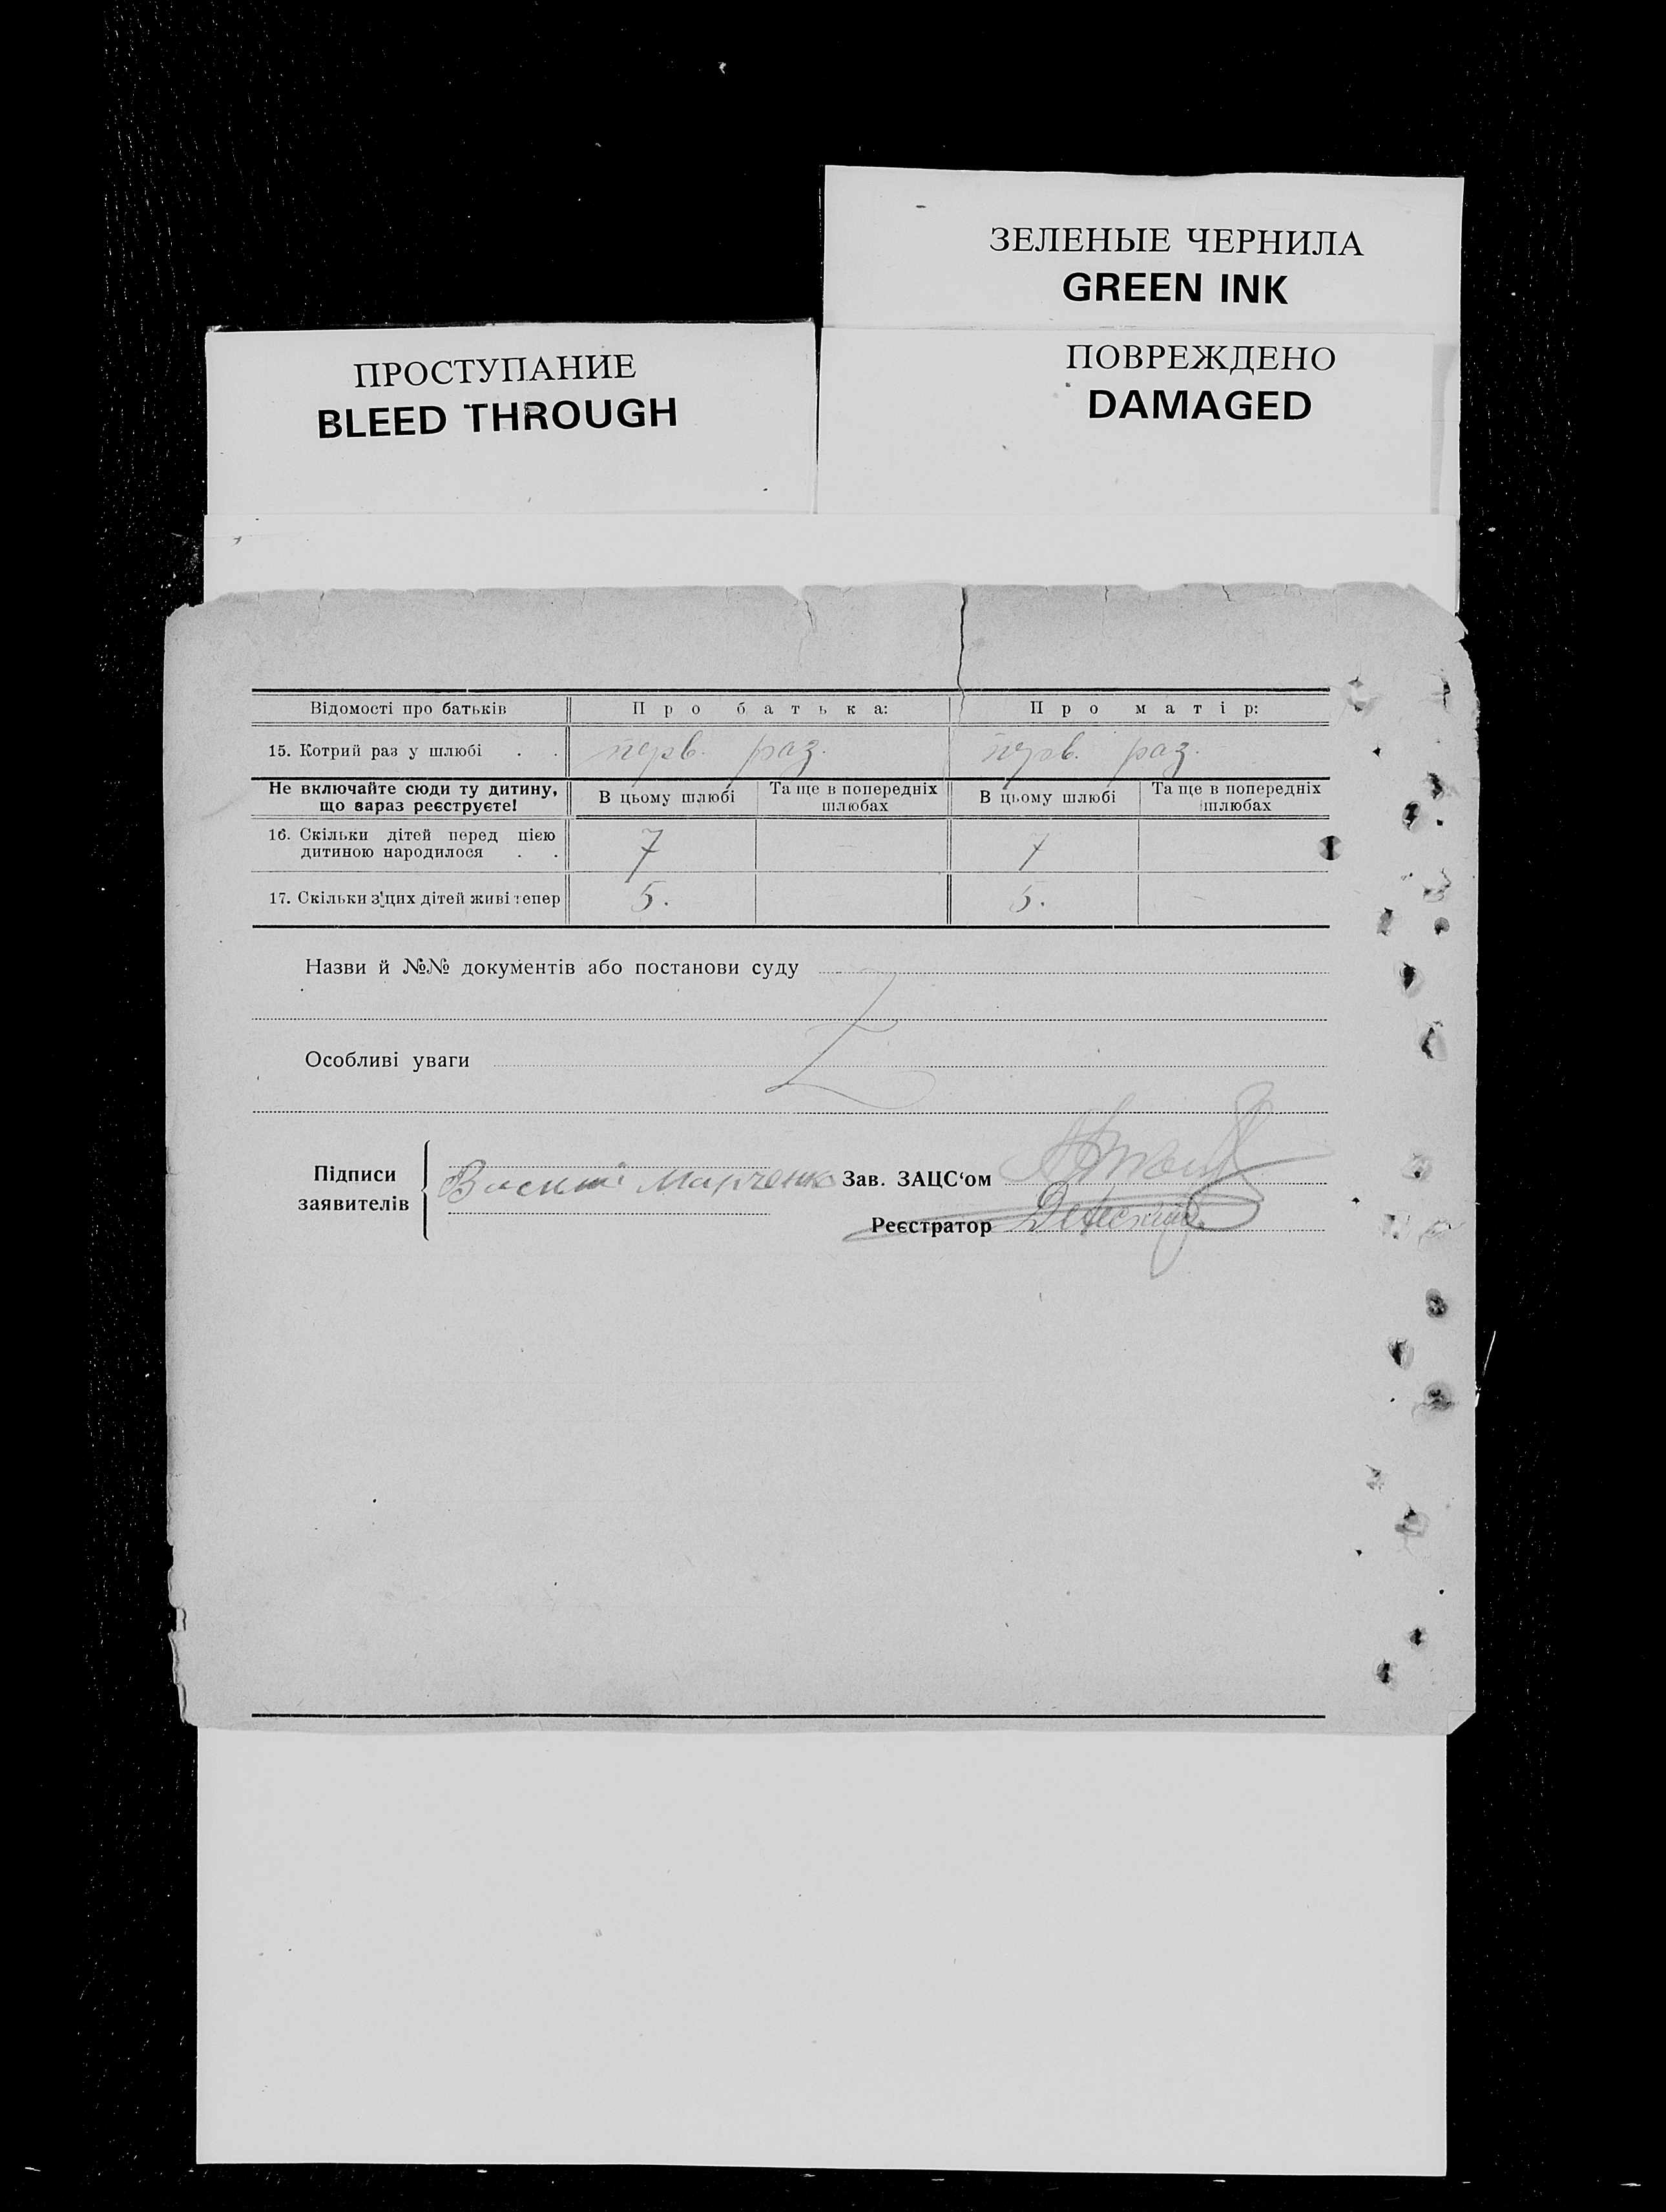 ЗЕЛЕНЫЕ ЧЕРНИЛА
GREEN INK
ПРОСТУПАНИЕ
BLEED THROUGH
ПОВРЕЖДЕНО
DAMAGED
Відомості про батьків Про батька: Про матір:
15. Котрий раз у шлюбі . . перв. раз. перв. раз.
Не включайте сюди ту дитину, що зараз реєструєте! В цьому шлюбі Та ще в попередніх шлюбах В цьому шлюбі Та ще в попередніх шлюбах
16. Скільки дітей перед цією
дитиною народилося . . 7 7
17. Скільки з цих дітей живі тепер 5. 5.
Назви й №№ документів або постанови суду
Z
Особливі уваги
Підписи
заявителів
Василь Марченко
Зав. ЗАЦС‘ом
Реєстратор